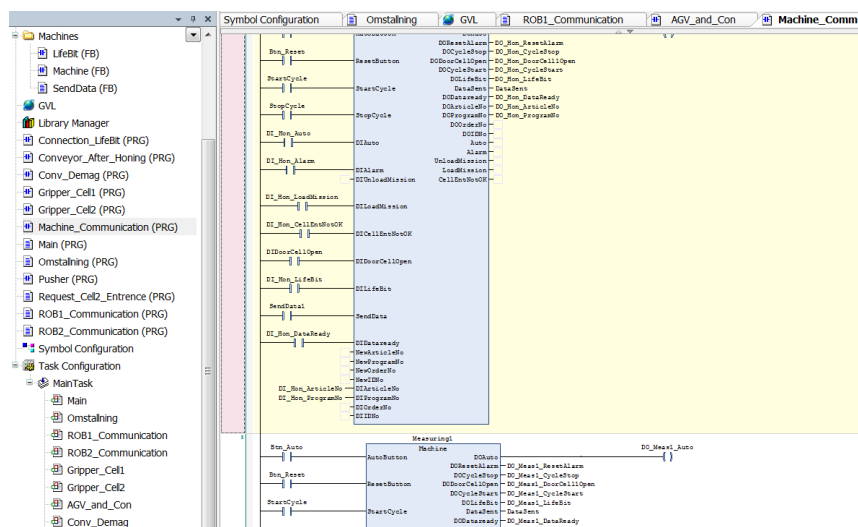 Symbol Configuration
Omstalning
GVL
ROB1_Communication
AGV_and_Con
Machine_Comm
Machines
LifeBit (FB)
Machine (FB)
SendData (FB)
GVL
Library Manager
Connection_LifeBit (PRG)
Conveyor_After_Honing (PRG)
Conv_Demag (PRG)
Gripper_Cell1 (PRG)
Gripper_Cell2 (PRG)
Machine_Communication (PRG)
Main (PRG)
Omstalning (PRG)
Pusher (PRG)
Request_Cell2_Entrence (PRG)
ROB1_Communication (PRG)
ROB2_Communication (PRG)
Symbol Configuration
Task Configuration
MainTask
Main
Omstalning
ROB1_Communication
ROB2_Communication
Gripper_Cell1
Gripper_Cell2
AGV_and_Con
Conv_Demag
DOResetAlarm DO_Hon_ResetAlarm
Btn_Reset DOCycleStop DO_Hon_CycleStop
ResetButton DODoorCellOpen DO_Hon_DoorCell1Open
DOCycleStart DO_Hon_CycleStart
StartCycle DOLifeBit DO_Hon_LifeBit
StartCycle DataSent DataSent
DODataready DO_Hon_DataReady
StopCycle DOArticleNo DO_Hon_ArticleNo
StopCycle DOProgramNo DO_Hon_ProgramNo
DOOrderNo
DI_Hon_Auto DOIDNo
DIAuto Auto
Alarm
DI_Hon_Alarm UnloadMission
DIAlarm LoadMission
DIUnloadMission CellEntNotOK
DI_Hon_LoadMission
DILoadMission
DI_Hon_CellEntNotOK
DICellEntNotOK
DIDoorCell1Open
DIDoorCellOpen
DI_Hon_LifeBit
DILifeBit
SendData1
SendData
DI_Hon_DataReady
DIDataready
NewArticleNo
NewProgramNo
NewOrderNo
NewIDNo
DI_Hon_ArticleNo DIArticleNo
DI_Hon_ProgramNo DIProgramNo
DIOrderNo
DIIDNo
3
Measuring1
Btn_Auto Machine DO_Meas1_Auto
AutoButton DOAuto
DOResetAlarm DO_Meas1_ResetAlarm
Btn_Reset DOCycleStop DO_Meas1_CycleStop
ResetButton DODoorCellOpen DO_Meas1_DoorCell1Open
DOCycleStart DO_Meas1_CycleStart
StartCycle DOLifeBit DO_Meas1_LifeBit
StartCycle DataSent DataSent
DODataready DO_Meas1_DataReady